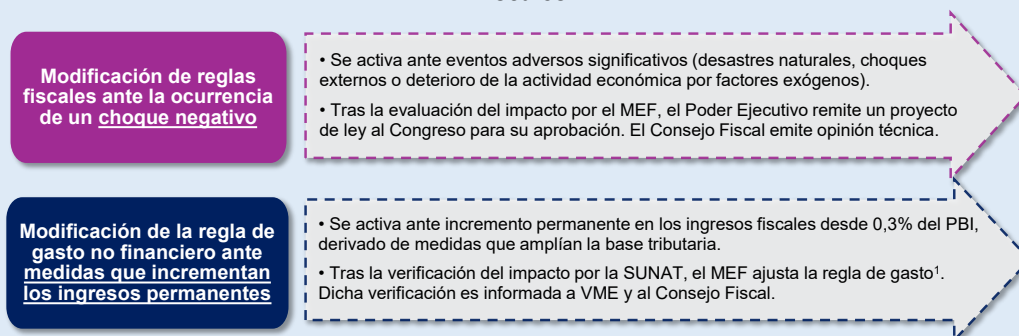 Modificación de reglas
fiscales ante la ocurrencia
de un choque negativo
• Se activa ante eventos adversos significativos (desastres naturales, choques
externos o deterioro de la actividad económica por factores exógenos).
• Tras la evaluación del impacto por el MEF, el Poder Ejecutivo remite un proyecto
de ley al Congreso para su aprobación. El Consejo Fiscal emite opinión técnica.
Modificación de la regla de
gasto no financiero ante
medidas que incrementan
los ingresos permanentes
• Se activa ante incremento permanente en los ingresos fiscales desde 0,3% del PBI,
derivado de medidas que amplían la base tributaria.
• Tras la verificación del impacto por la SUNAT, el MEF ajusta la regla de gasto¹.
Dicha verificación es informada a VME y al Consejo Fiscal.